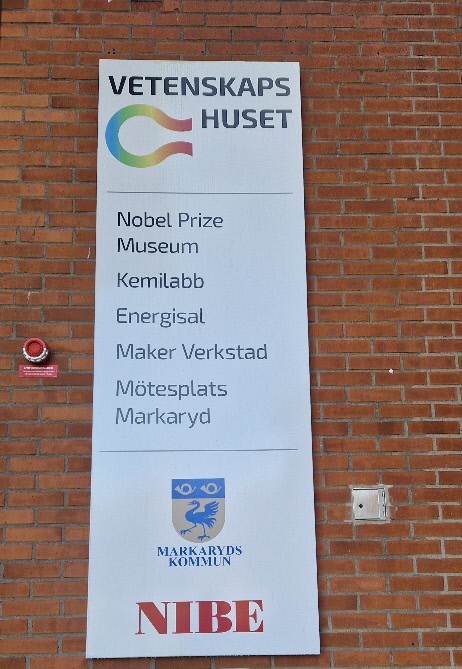 VETENSKAPS
HUSET
Nobel Prize
Museum
Kemilabb
Energisal
Maker Verkstad
Mötesplats
Markaryd
MARKARYDS
KOMMUN
NIBE